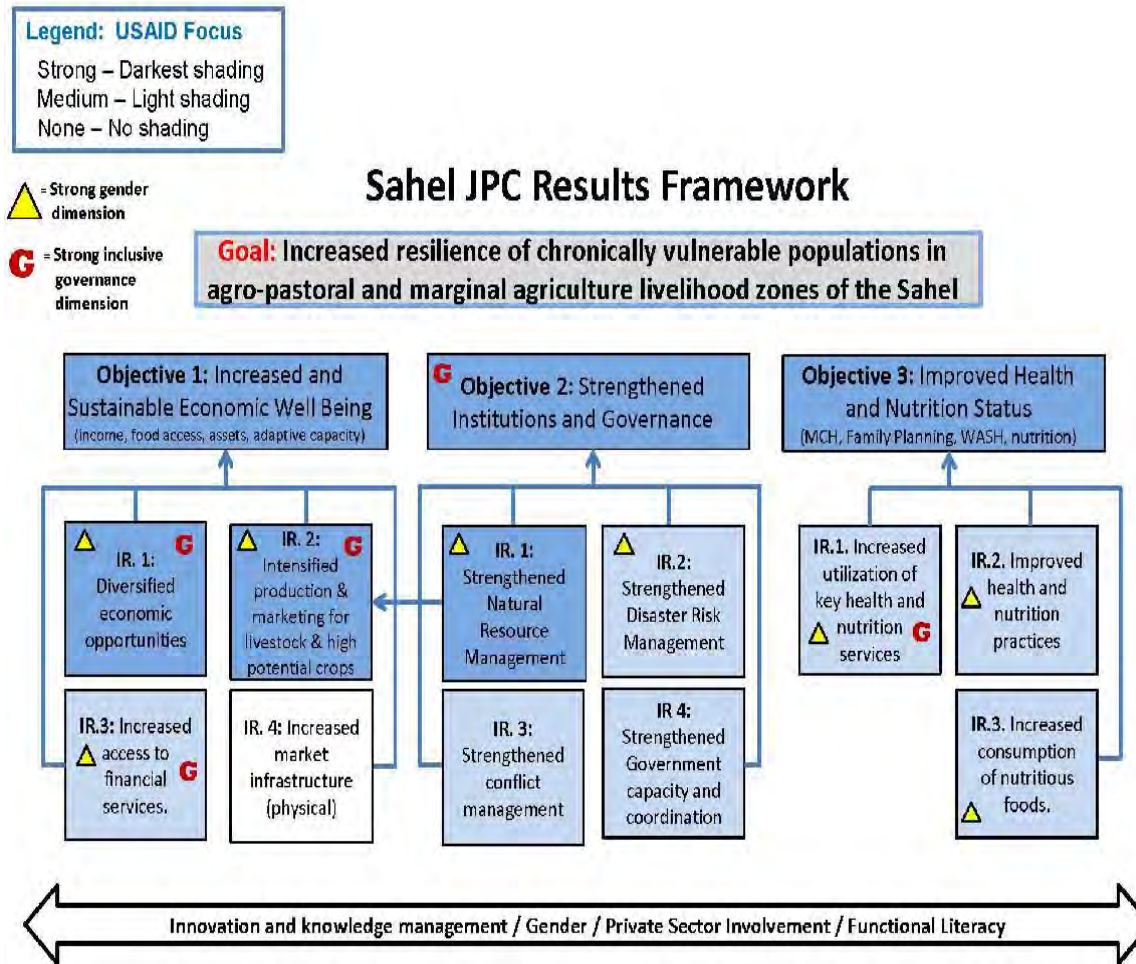 Legend: USAID Focus
Strong – Darkest shading
Medium – Light shading
None – No shading
= Strong gender
dimension
G = Strong inclusive
governance
dimension
Sahel JPC Results Framework
Goal: Increased resilience of chronically vulnerable populations in
agro-pastoral and marginal agriculture livelihood zones of the Sahel
Objective 1: Increased and
Sustainable Economic Well Being
(income, food access, assets, adaptive capacity)
G
Objective 2: Strengthened
Institutions and Governance
Objective 3: Improved Health
and Nutrition Status
(MCH, Family Planning, WASH, nutrition)
G
IR. 1:
Diversified
economic
opportunities
IR. 2: G
Intensified
production &
marketing for
livestock & high
potential crops
IR. 1:
Strengthened
Natural
Resource
Management
IR.2:
Strengthened
Disaster Risk
Management
IR.1. Increased
utilization of
key health and
nutrition G
services
IR.2. Improved
health and
nutrition
practices
IR.3: Increased
access to
financial G
services.
IR. 4: Increased
market
infrastructure
(physical)
IR. 3:
Strengthened
conflict
management
IR 4:
Strengthened
Government
capacity and
coordination
IR.3. Increased
consumption
of nutritious
foods.
Innovation and knowledge management / Gender / Private Sector Involvement / Functional Literacy